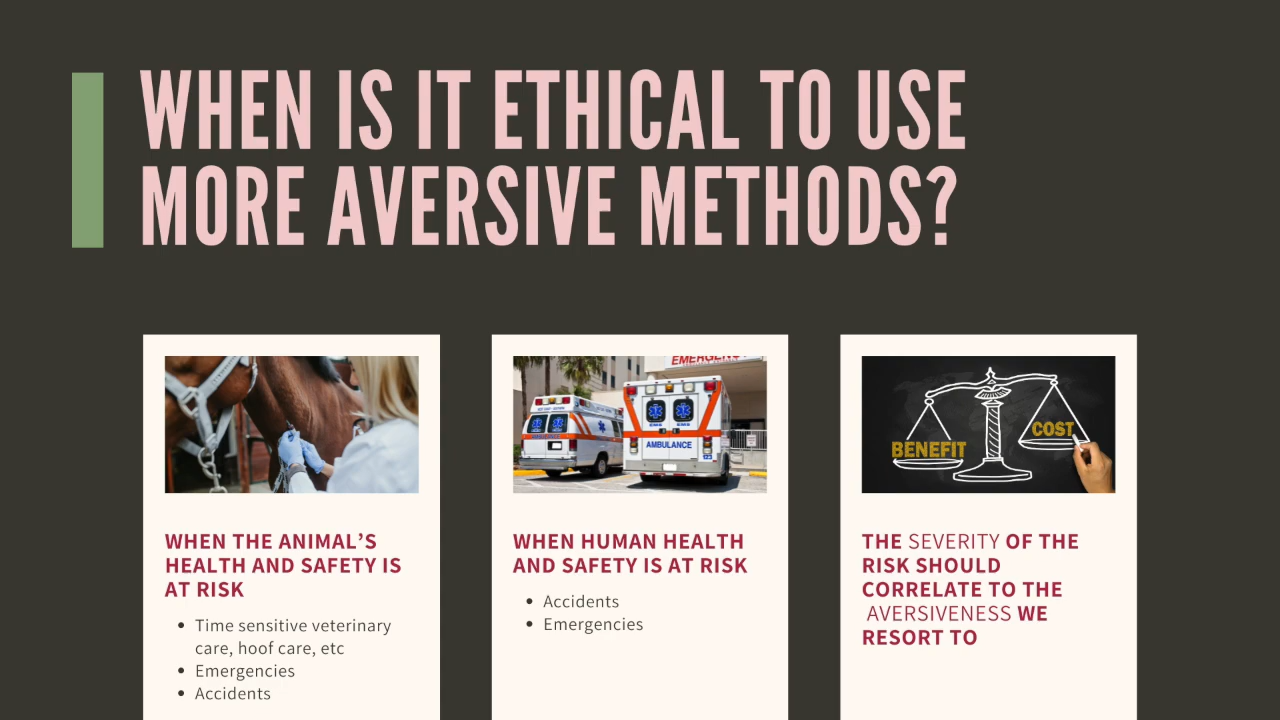 WHEN IS IT ETHICAL TO USE
MORE AVERSIVE METHODS?
EMERGENCY
AMBULANCE
AMBULANCE
BENEFIT
COST
WHEN THE ANIMAL'S
HEALTH AND SAFETY IS
AT RISK
• Time sensitive veterinary
care, hoof care, etc
• Emergencies
• Accidents
WHEN HUMAN HEALTH
AND SAFETY IS AT RISK
• Accidents
• Emergencies
THE SEVERITY OF THE
RISK SHOULD
CORRELATE TO THE
AVERSIVENESS WE
RESORT TO